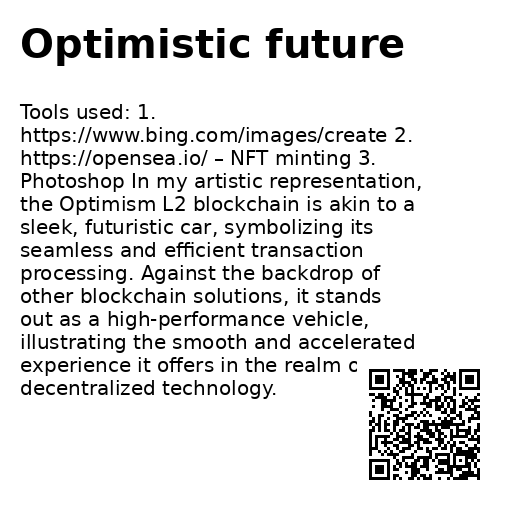 Optimistic future
Tools used: 1.
https://www.bing.com/images/create 2.
https://opensea.io/ – NFT minting 3.
Photoshop In my artistic representation,
the Optimism L2 blockchain is akin to a
sleek, futuristic car, symbolizing its
seamless and efficient transaction
processing. Against the backdrop of
other blockchain solutions, it stands
out as a high-performance vehicle,
illustrating the smooth and accelerated
experience it offers in the realm
decentralized technology.